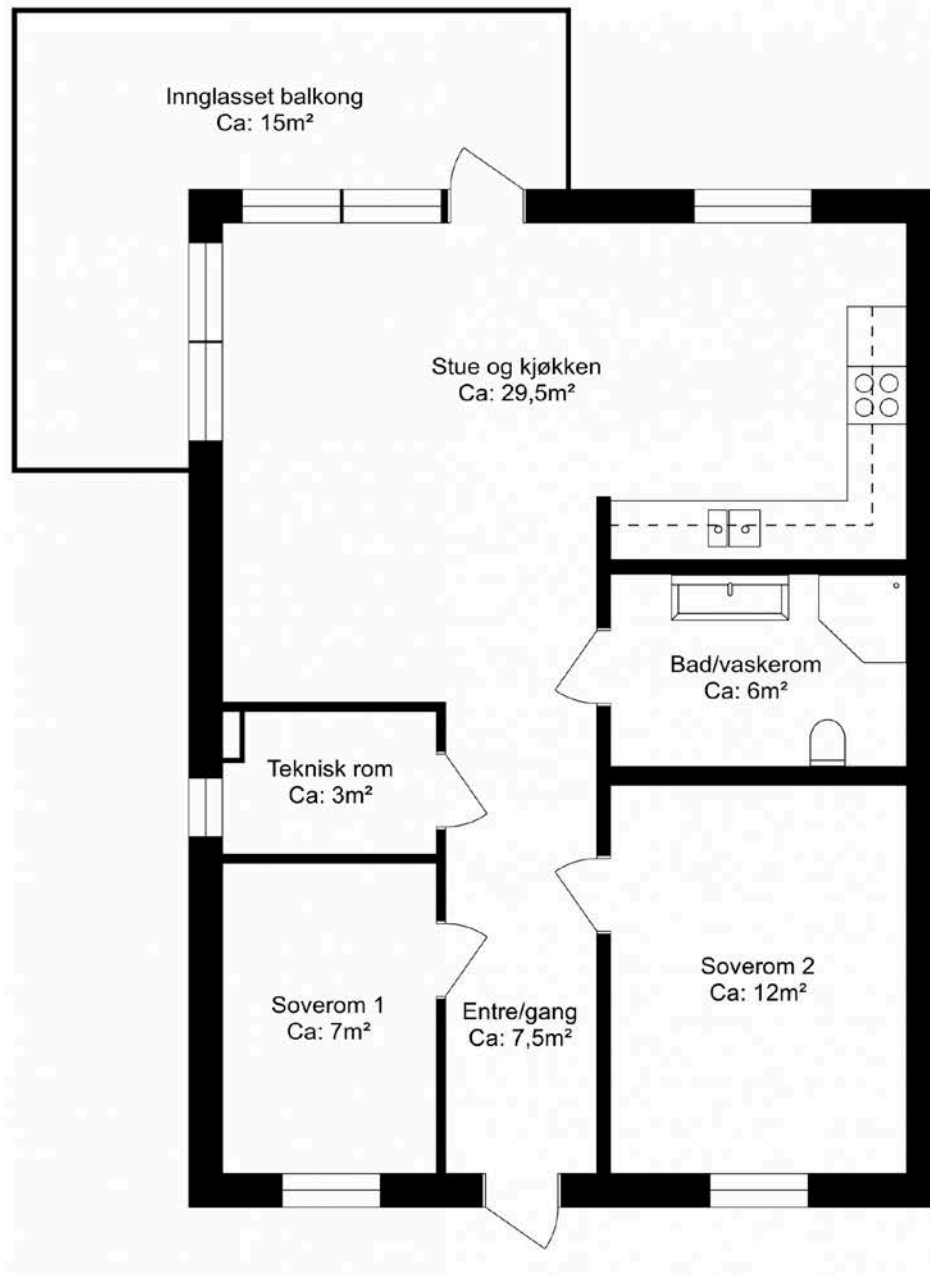 Innglasset balkong
Ca: 15m²
Stue og kjøkken
Ca: 29,5m²
Bad/vaskerom
Ca: 6m²
Teknisk rom
Ca: 3m²
Soverom 2
Ca: 12m²
Soverom 1
Ca: 7m²
Entre/gang
Ca: 7,5m²